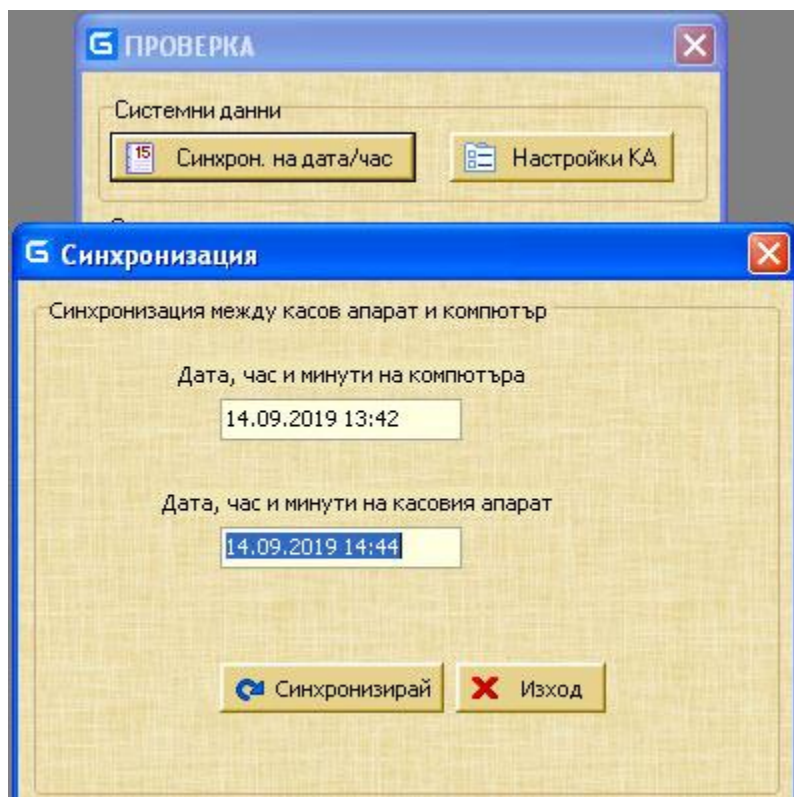 ПРОВЕРКА
Системни данни
15
Синхрон. на дата/час
Настройки КА
Синхронизация
Синхронизация между касов апарат и компютър
Дата, час и минути на компютъра
14.09.2019 13:42
Дата, час и минути на касовия апарат
14.09.2019 14:44
Синхронизирай
Изход